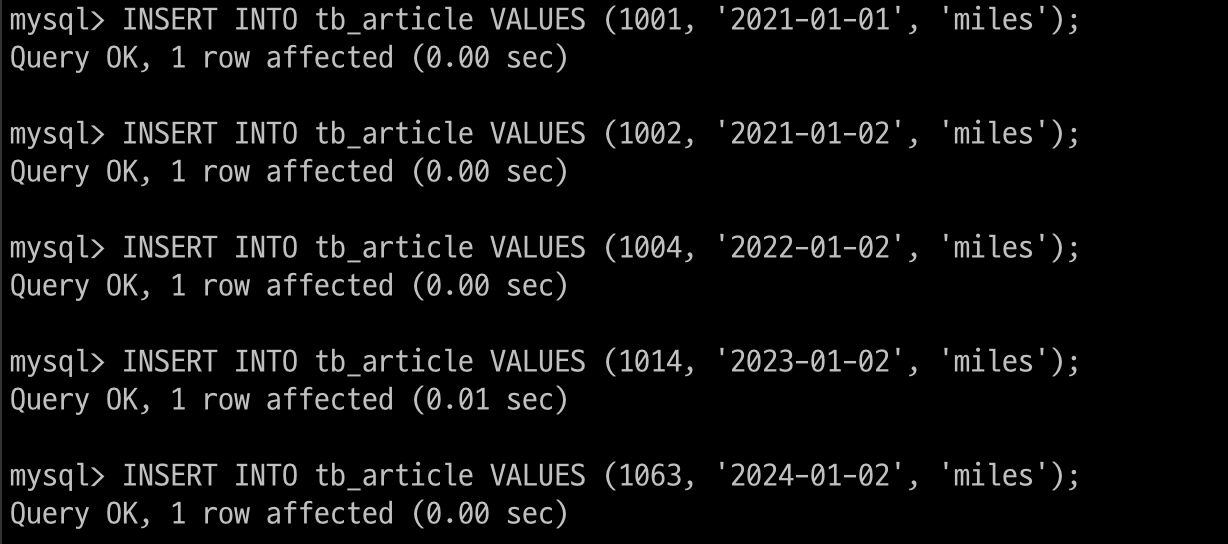 mysql> INSERT INTO tb_article VALUES (1001, '2021-01-01', 'miles');
Query OK, 1 row affected (0.00 sec)
mysql> INSERT INTO tb_article VALUES (1002, '2021-01-02', 'miles');
Query OK, 1 row affected (0.00 sec)
mysql> INSERT INTO tb_article VALUES (1004, '2022-01-02', 'miles');
Query OK, 1 row affected (0.00 sec)
mysql> INSERT INTO tb_article VALUES (1014, '2023-01-02', 'miles');
Query OK, 1 row affected (0.01 sec)
mysql> INSERT INTO tb_article VALUES (1063, '2024-01-02', 'miles');
Query OK, 1 row affected (0.00 sec)